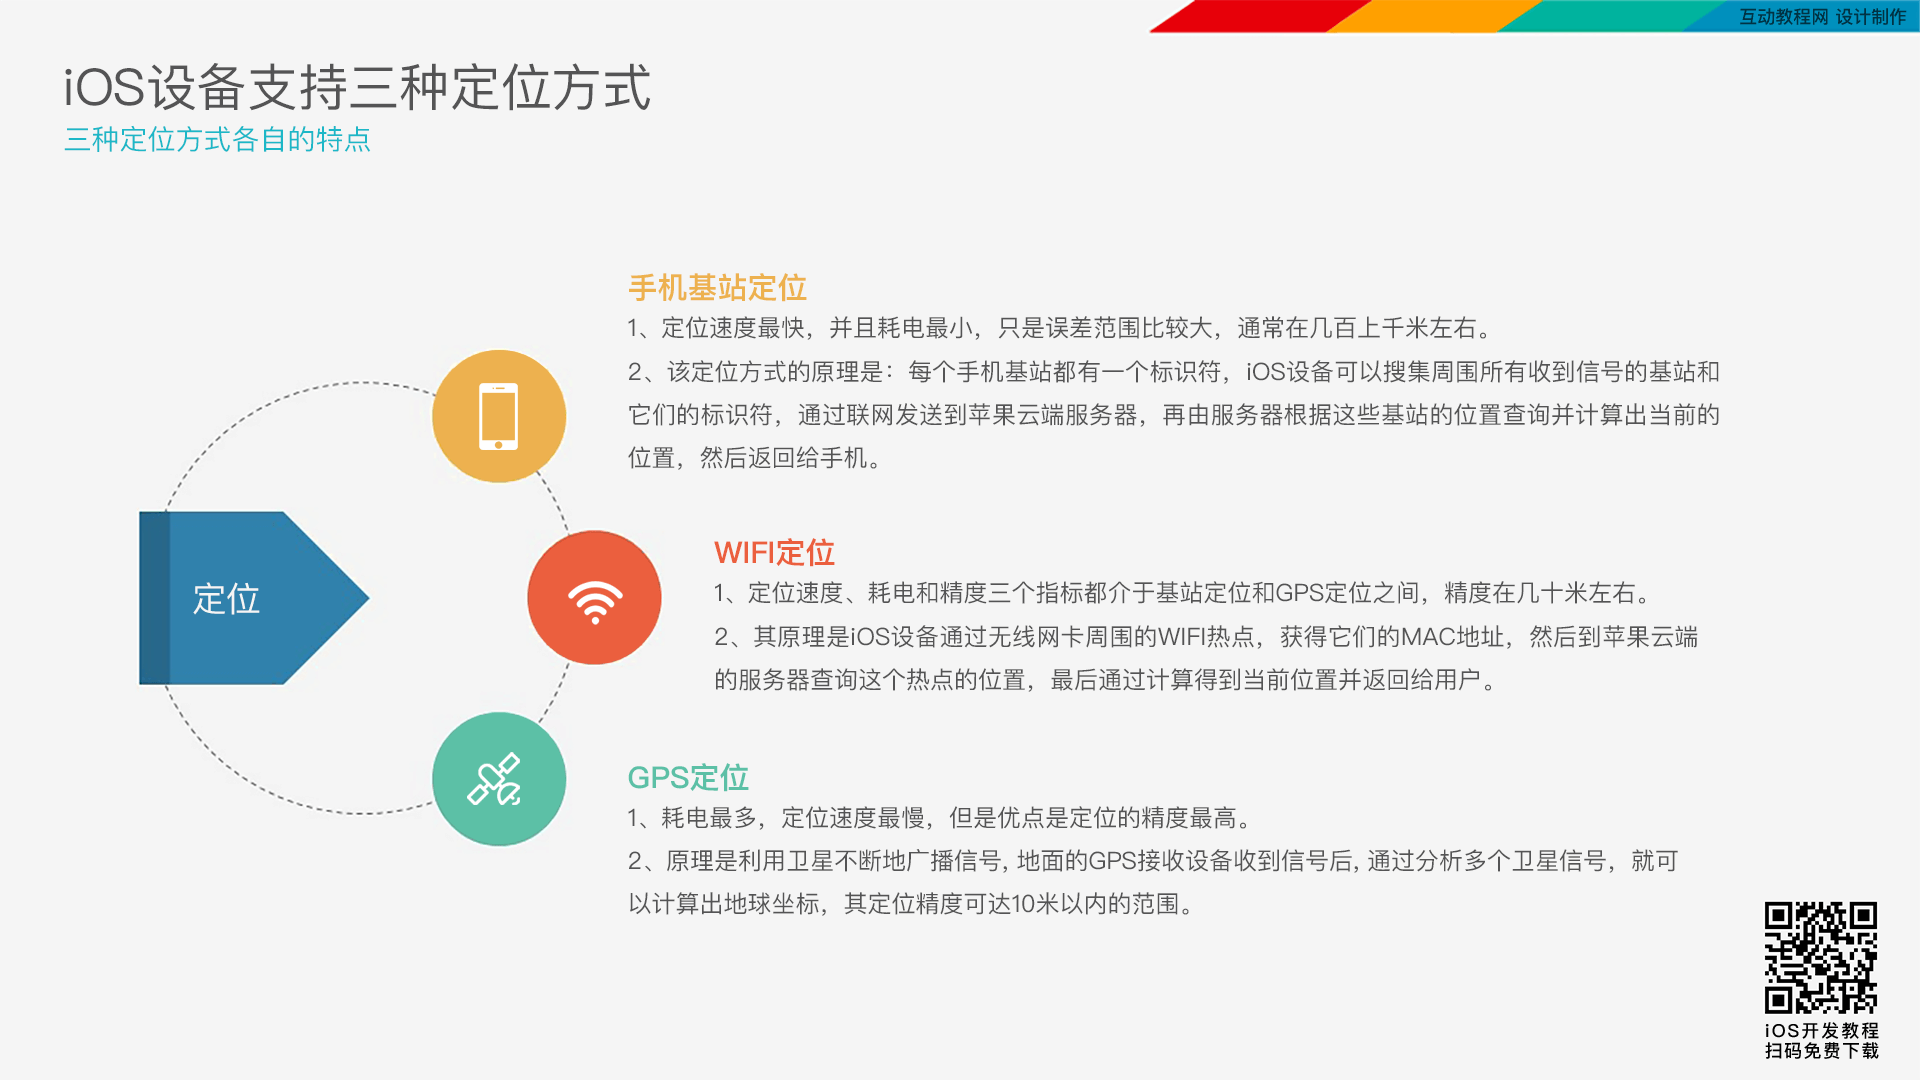 互动教程网 设计制作
iOS设备支持三种定位方式
三种定位方式各自的特点
手机基站定位
1、定位速度最快，并且耗电最小，只是误差范围比较大，通常在几百上千米左右。
2、该定位方式的原理是：每个手机基站都有一个标识符，iOS设备可以搜集周围所有收到信号的基站和
它们的标识符，通过联网发送到苹果云端服务器，再由服务器根据这些基站的位置查询并计算出当前的
位置，然后返回给手机。
定位
WIFI定位
1、定位速度、耗电和精度三个指标都介于基站定位和GPS定位之间，精度在几十米左右。
2、其原理是iOS设备通过无线网卡周围的WIFI热点，获得它们的MAC地址，然后到苹果云端
的服务器查询这个热点的位置，最后通过计算得到当前位置并返回给用户。
GPS定位
1、耗电最多，定位速度最慢，但是优点是定位的精度最高。
2、原理是利用卫星不断地广播信号, 地面的GPS接收设备收到信号后, 通过分析多个卫星信号，就可
以计算出地球坐标，其定位精度可达10米以内的范围。
iOS开发教程
扫码免费下载